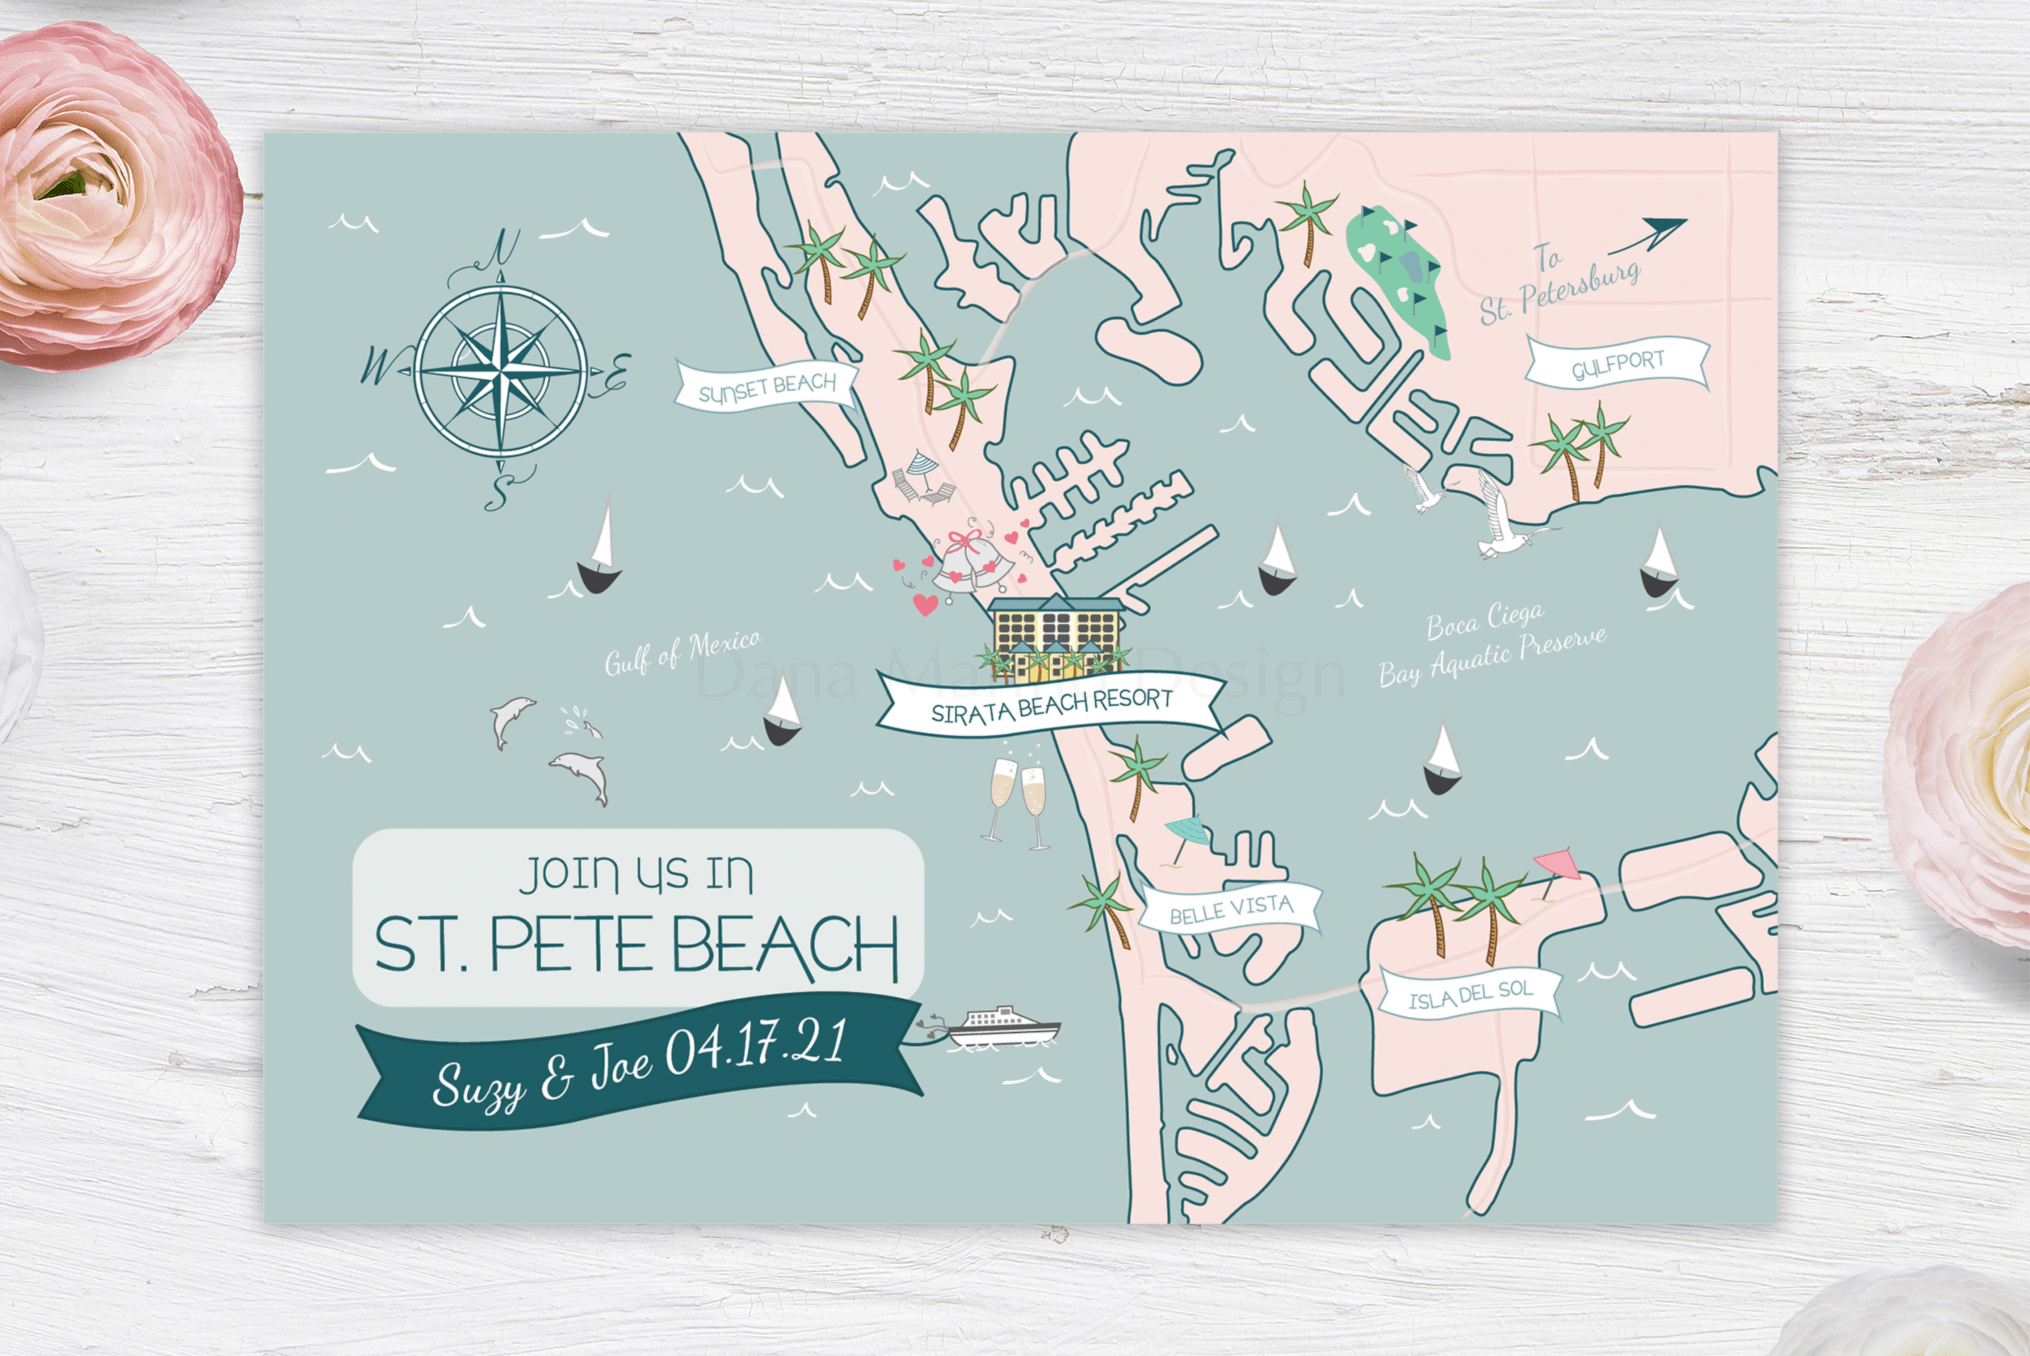 N
W
E
S
To
St. Petersburg
GULFPORT
SUNSET BEACH
Gulf of Mexico
Boca Ciega
Bay Aquatic Preserve
Dana Design
SIRATA BEACH RESORT
JOIN US IN
ST. PETE BEACH
Suzy & Joe 04.17.21
BELLE VISTA
ISLA DEL SOL